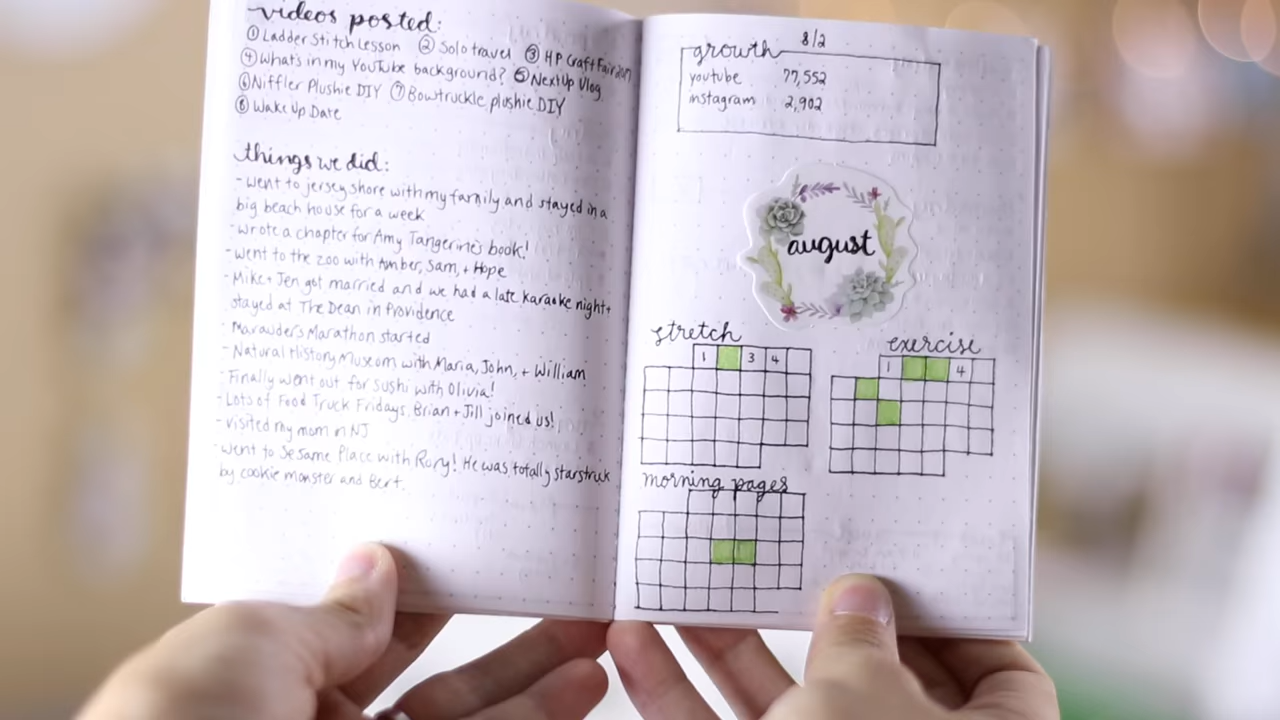 videos posted:
① Ladder Stitch Lesson ② Solo travel ③ HP Craft Fair
④ What's in my YouTube background? ⑤ Next Up Vlog
⑥ Niffler Plushie DIY ⑦ Bowtruckle plushie DIY
⑧ Wake Up Date
things we did:
- went to jersey shore with my family and stayed in a
big beach house for a week
- wrote a chapter for Amy Tangerine's book!
- went to the zoo with Amber, Sam, + Hope
- Mike + Jen got married and we had a late karaoke night +
stayed at The Dean in Providence
- Marauder's Marathon started
- Natural History Museum with Maria, John, + William
- Finally went out for sushi with Olivia!
- Lots of Food Truck Fridays. Brian + Jill joined us!
- visited my mom in NJ
- went to Sesame Place with Rory! He was totally starstruck
by cookie monster and Bert.
8/2
growth
youtube 77,552
instagram 2,902
august
stretch
1 3 4
exercise
1 4
morning pages